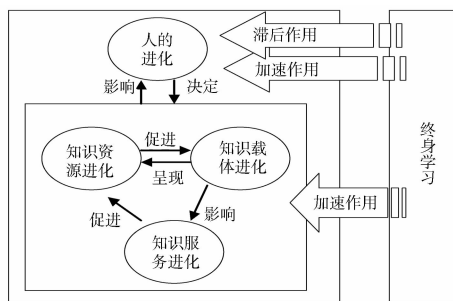 人的
进化
滞后作用
加速作用
影响
决定
知识资
源进化
促进
呈现
知识载
体进化
促进
影响
知识服
务进化
加速作用
终身学习